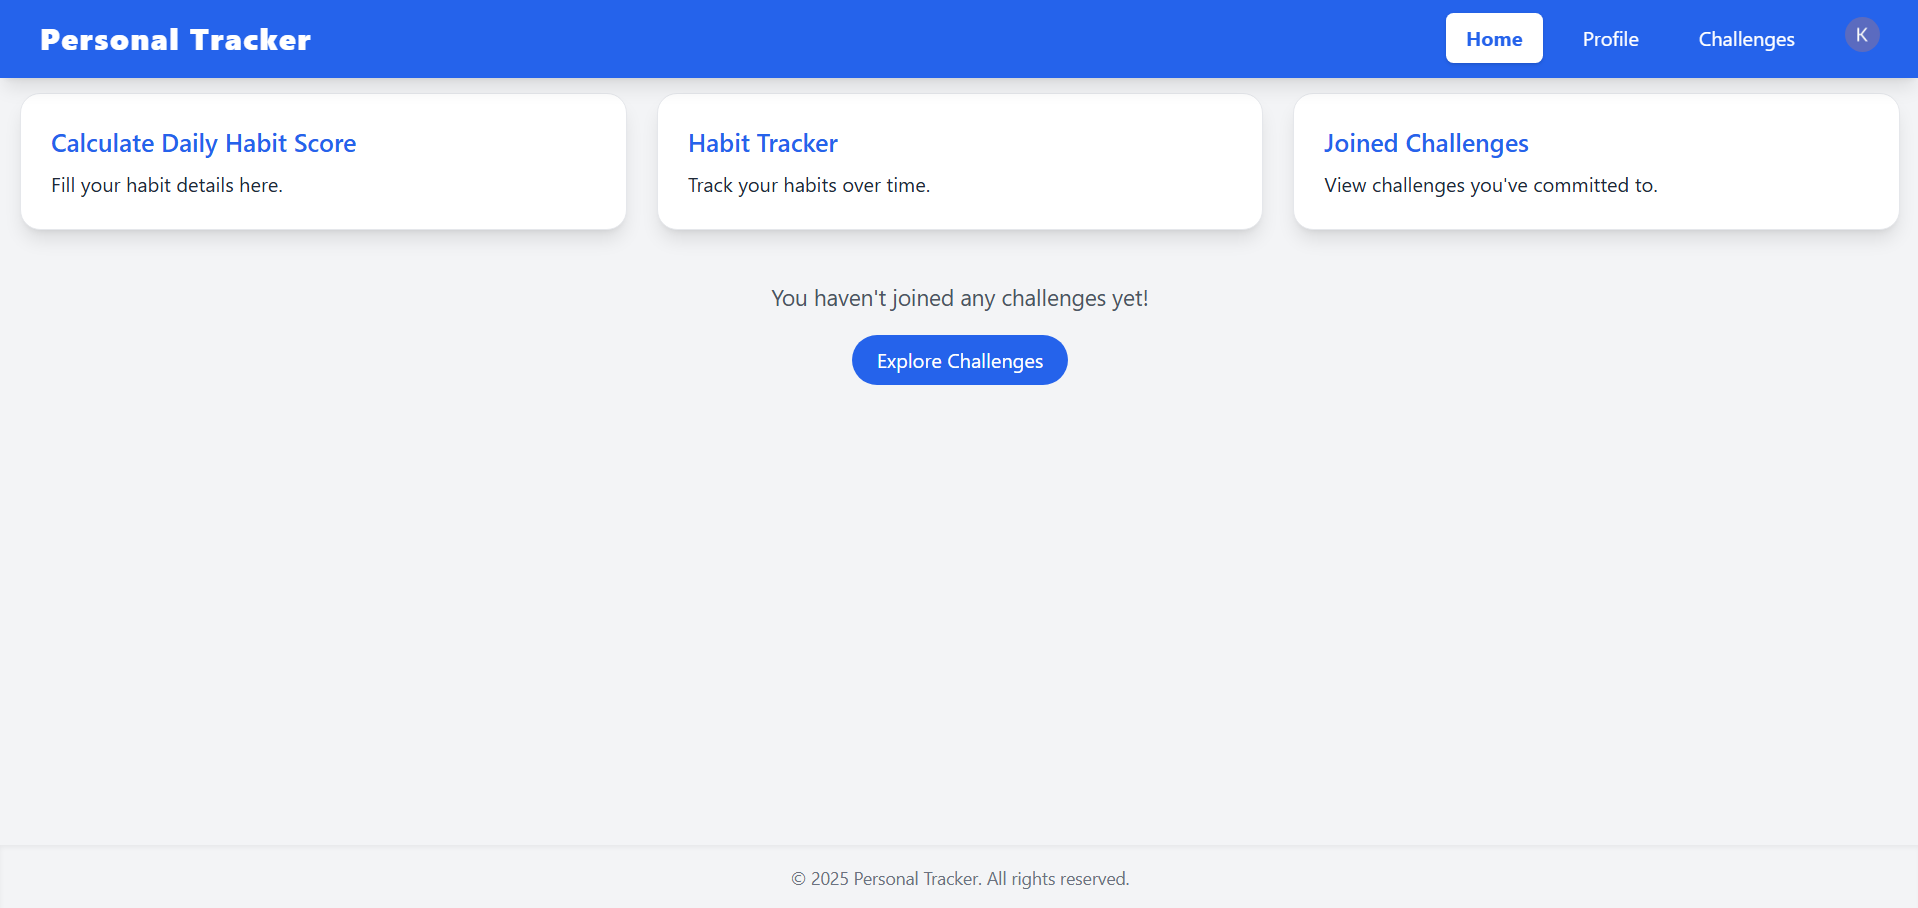 Personal Tracker
Home
Profile
Challenges
K
Calculate Daily Habit Score
Fill your habit details here.
Habit Tracker
Track your habits over time.
Joined Challenges
View challenges you've committed to.
You haven't joined any challenges yet!
Explore Challenges
© 2025 Personal Tracker. All rights reserved.